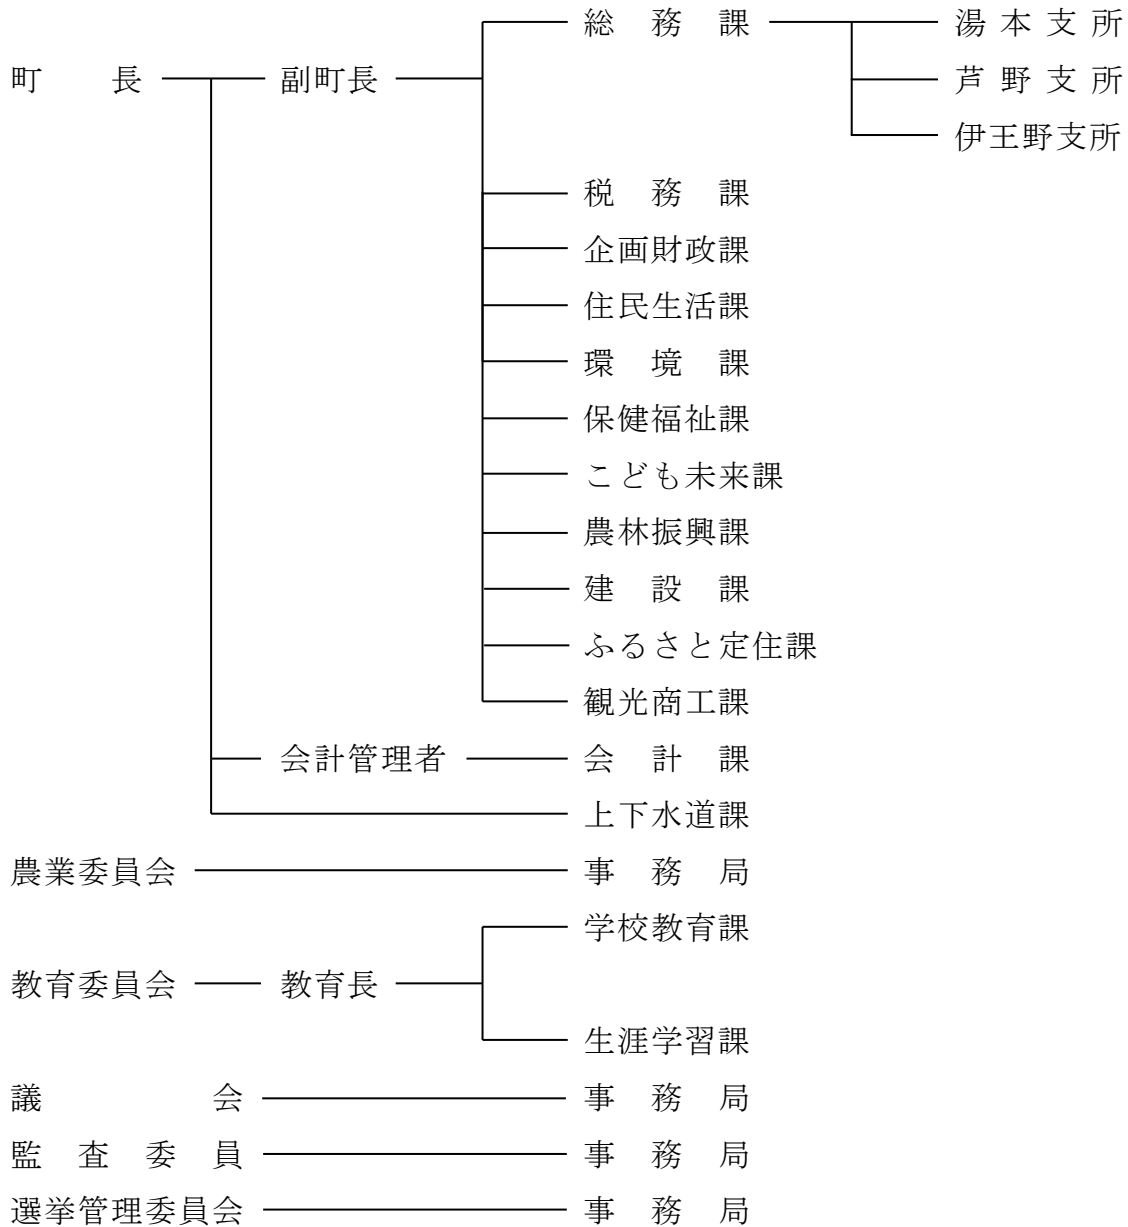 総務課 湯本支所
町長 副町長 芦野支所
伊王野支所
税務課
企画財政課
住民生活課
環境課
保健福祉課
こども未来課
農林振興課
建設課
ふるさと定住課
観光商工課
会計管理者 会計課
上下水道課
農業委員会 事務局
学校教育課
教育委員会 教育長
生涯学習課
議会 事務局
監査委員 事務局
選挙管理委員会 事務局